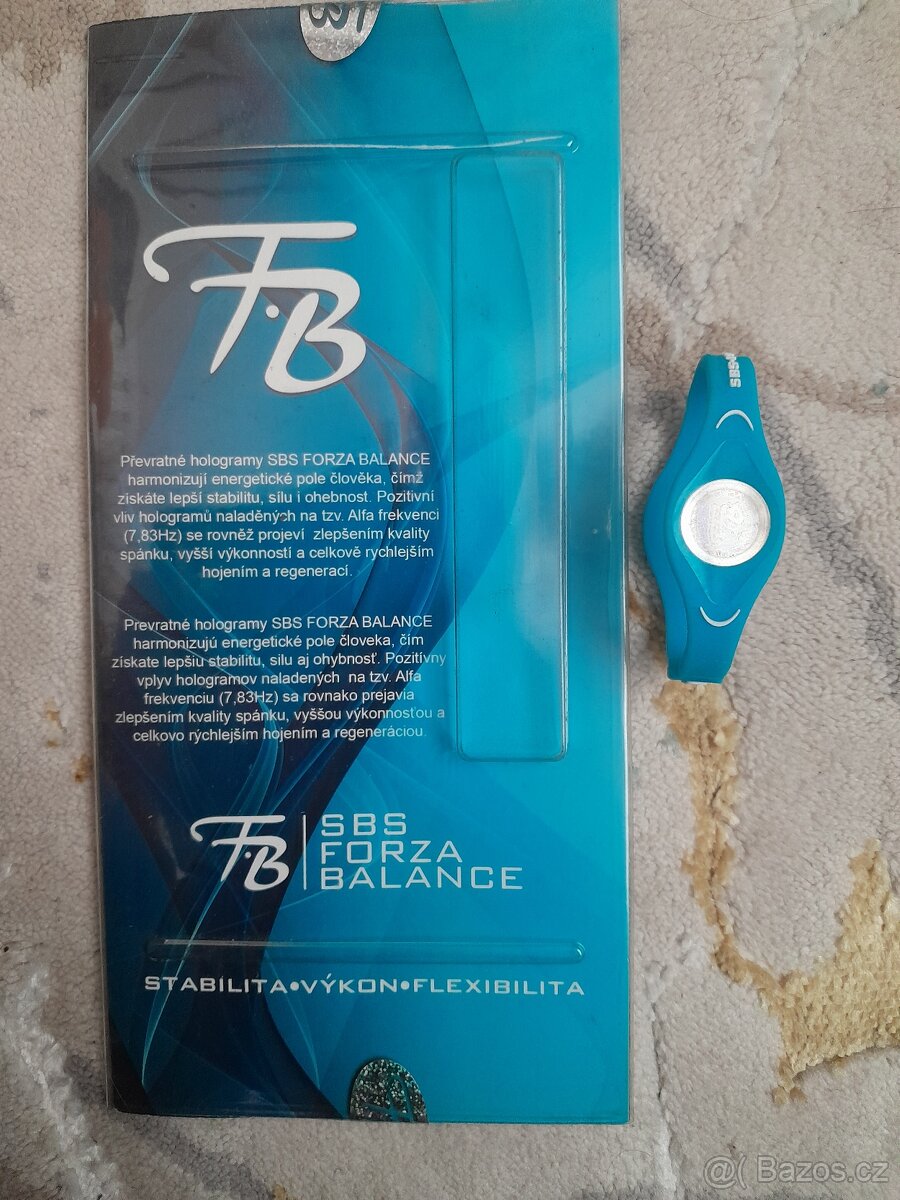 F.B
Převratné hologramy SBS FORZA BALANCE
harmonizují energetické pole člověka, čímž
získáte lepší stabilitu, sílu i ohebnost. Pozitivní
vliv hologramů naladěných na tzv. Alfa frekvenci
(7,83Hz) se rovněž projeví zlepšením kvality
spánku, vyšší výkonností a celkově rychlejším
hojením a regenerací.
Prevratné hologramy SBS FORZA BALANCE
harmonizujú energetické pole človeka, čím
získate lepšiu stabilitu, silu aj ohybnosť. Pozitívny
vplyv hologramov naladených na tzv. Alfa
frekvenciu (7,83Hz) sa rovnako prejavia
zlepšením kvality spánku, vyššou výkonnosťou a
celkovo rýchlejším hojením a regeneráciou.
F.B
SBS
FORZA
BALANCE
STABILITA•VÝKON•FLEXIBILITA
SBS
@( Bazos.cz